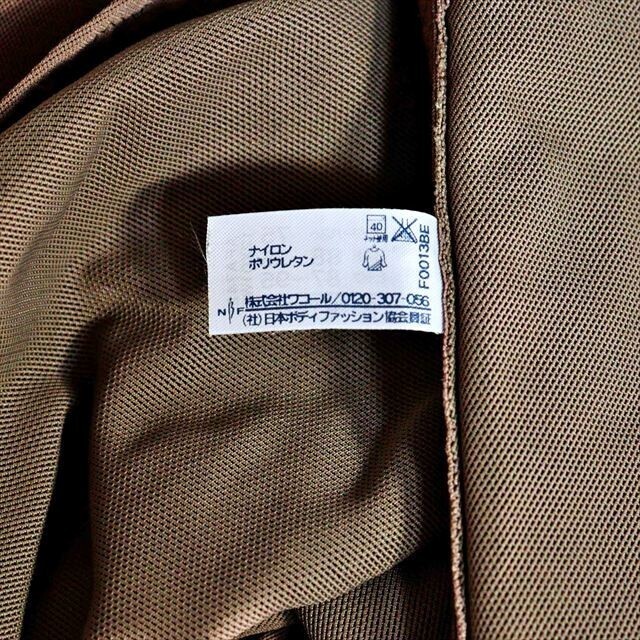 40
ネット使用
ナイロン
ポリウレタン
F0013BE
株式会社ワコール/0120-307-056
NBF
(社)日本ボディファッション協会員証